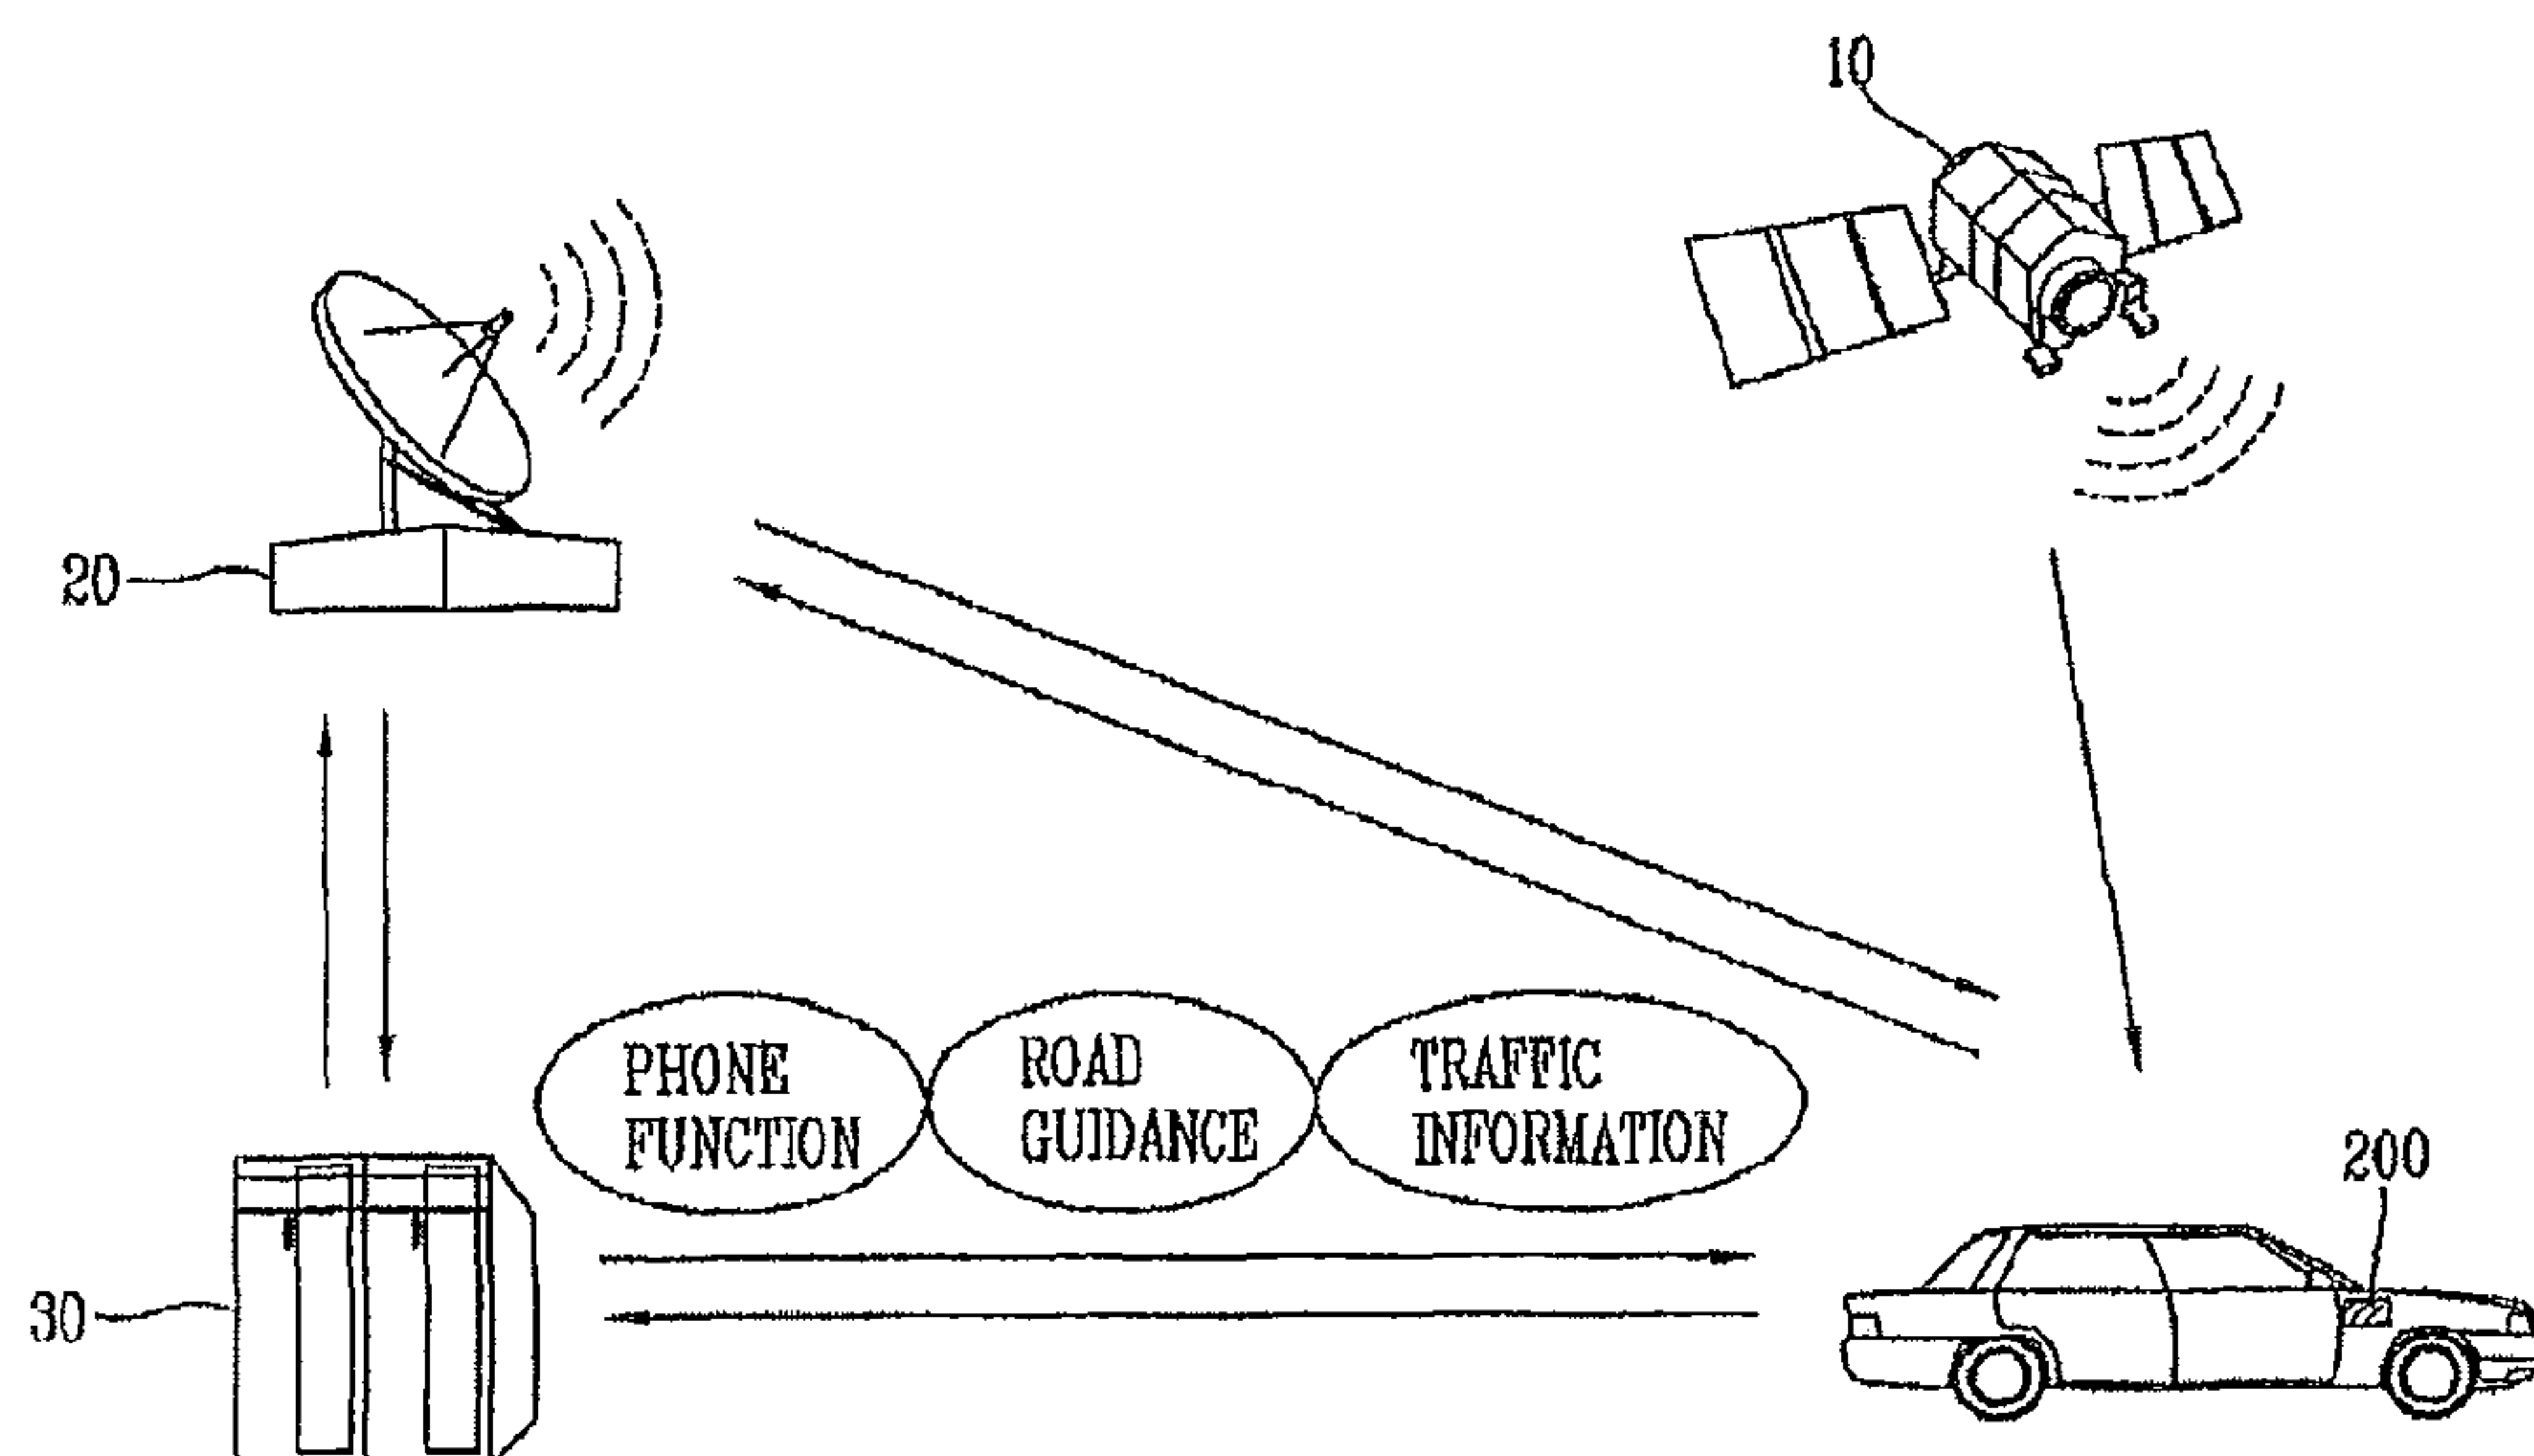 10
20
PHONE
FUNCTION
ROAD
GUIDANCE
TRAFFIC
INFORMATION
200
30